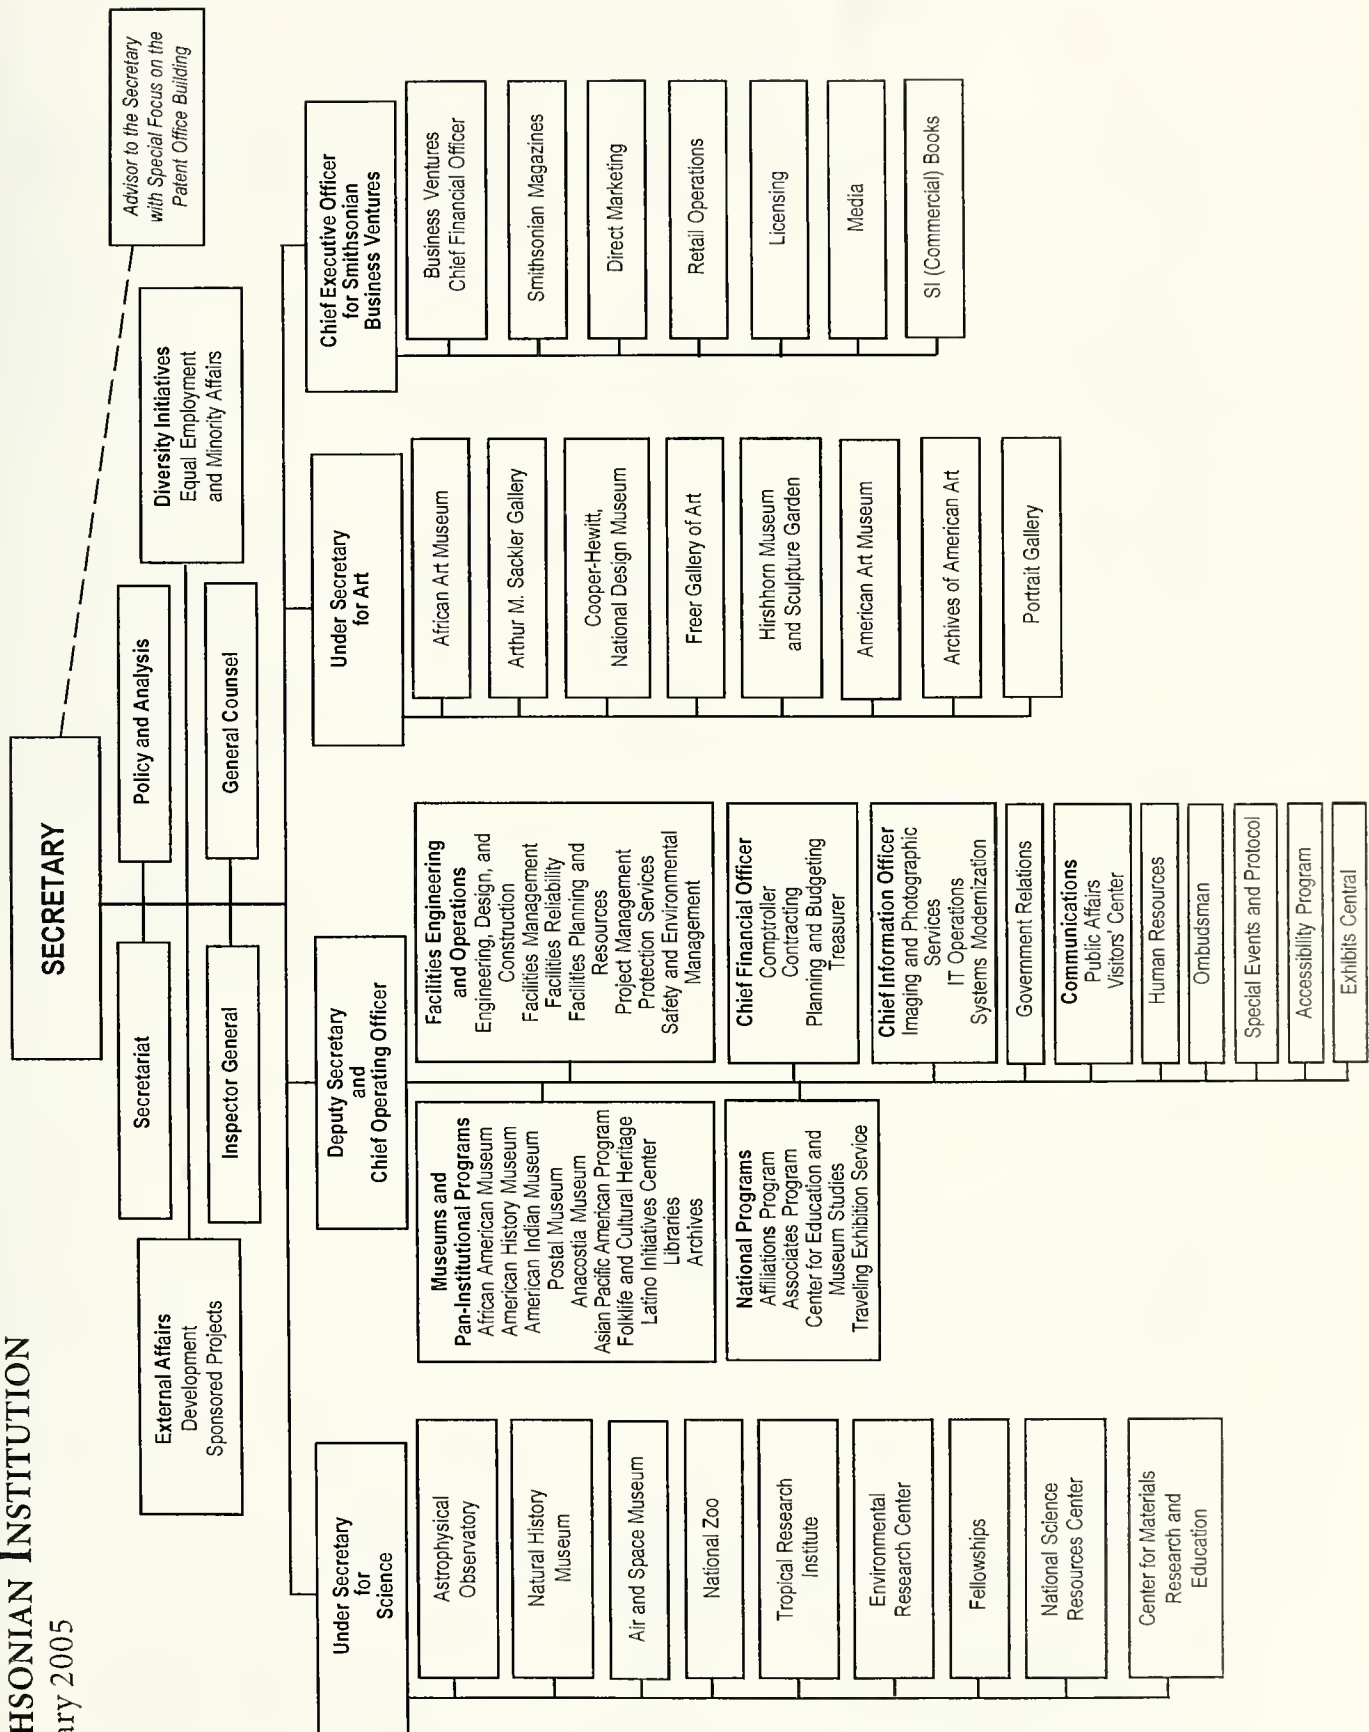 HSONIAN INSTITUTION
ary 2005
SECRETARY
Advisor to the Secretary
with Special Focus on the
Patent Office Building
Secretariat
Policy and Analysis
Inspector General
General Counsel
External Affairs
Development
Sponsored Projects
Diversity Initiatives
Equal Employment
and Minority Affairs
Under Secretary
for
Science
Astrophysical
Observatory
Natural History
Museum
Air and Space Museum
National Zoo
Tropical Research
Institute
Environmental
Research Center
Fellowships
National Science
Resources Center
Center for Materials
Research and
Education
Deputy Secretary
and
Chief Operating Officer
Museums and
Pan-Institutional Programs
African American Museum
American History Museum
American Indian Museum
Postal Museum
Anacostia Museum
Asian Pacific American Program
Folklife and Cultural Heritage
Latino Initiatives Center
Libraries
Archives
National Programs
Affiliations Program
Associates Program
Center for Education and
Museum Studies
Traveling Exhibition Service
Facilities Engineering
and Operations
Engineering, Design, and
Construction
Facilities Management
Facilities Reliability
Facilities Planning and
Resources
Project Management
Protection Services
Safety and Environmental
Management
Chief Financial Officer
Comptroller
Contracting
Planning and Budgeting
Treasurer
Chief Information Officer
Imaging and Photographic
Services
IT Operations
Systems Modernization
Government Relations
Communications
Public Affairs
Visitors' Center
Human Resources
Ombudsman
Special Events and Protocol
Accessibility Program
Exhibits Central
Under Secretary
for Art
African Art Museum
Arthur M. Sackler Gallery
Cooper-Hewitt,
National Design Museum
Freer Gallery of Art
Hirshhorn Museum
and Sculpture Garden
American Art Museum
Archives of American Art
Portrait Gallery
Chief Executive Officer
for Smithsonian
Business Ventures
Business Ventures
Chief Financial Officer
Smithsonian Magazines
Direct Marketing
Retail Operations
Licensing
Media
SI (Commercial) Books